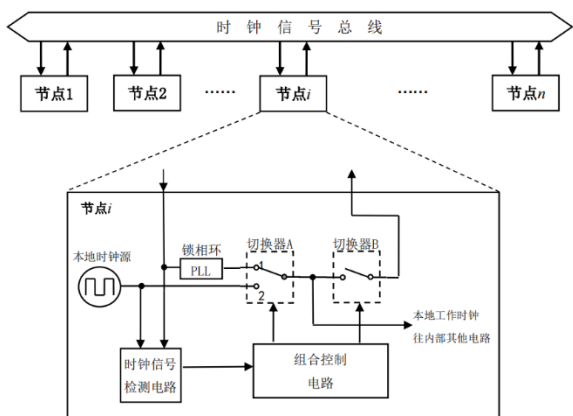 时钟信号总线
节点1 节点2 …… 节点i …… 节点n
节点i
本地时钟源
锁相环
PLL
切换器A
1
2
切换器B
本地工作时钟
往内部其他电路
时钟信号
检测电路
组合控制
电路